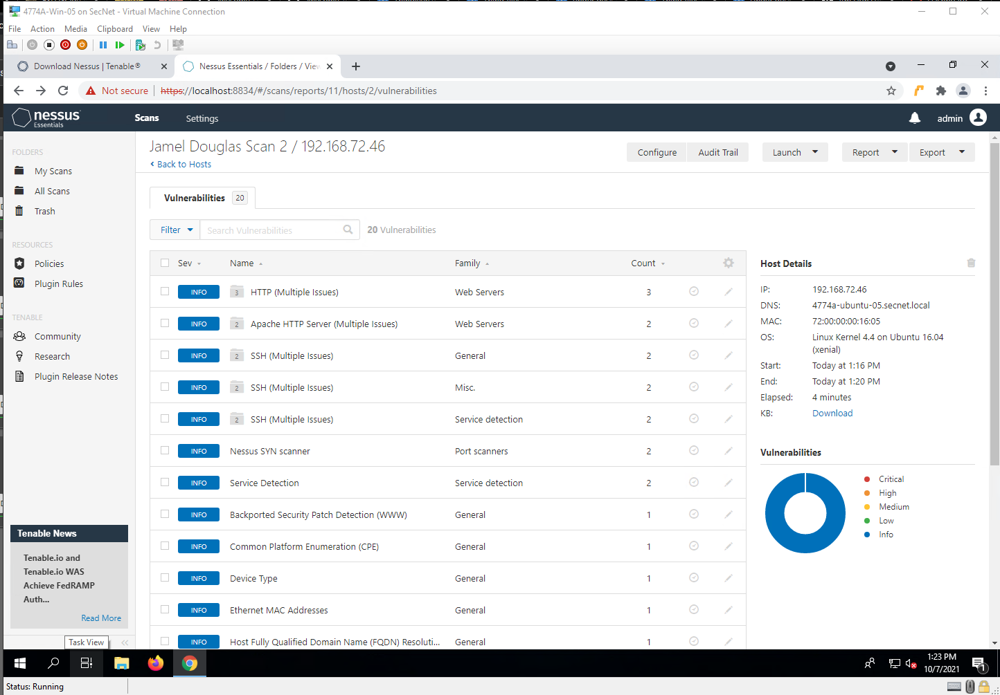 4774A-Win-05 on SecNet - Virtual Machine Connection
File Action Media Clipboard View Help
Download Nessus | Tenable®
Nessus Essentials / Folders / View
Not secure https://localhost:8834/#/scans/reports/11/hosts/2/vulnerabilities
nessus
Essentials
Scans Settings admin
FOLDERS
My Scans
All Scans
Trash
RESOURCES
Policies
Plugin Rules
TENABLE
Community
Research
Plugin Release Notes
Tenable News
Tenable.io and
Tenable.io WAS
Achieve FedRAMP
Auth...
Read More
Task View
Jamel Douglas Scan 2 / 192.168.72.46
Back to Hosts
Configure Audit Trail Launch Report Export
Vulnerabilities 20
Filter Search Vulnerabilities 20 Vulnerabilities
Sev Name Family Count
INFO 3 HTTP (Multiple Issues) Web Servers 3
INFO 2 Apache HTTP Server (Multiple Issues) Web Servers 2
INFO 2 SSH (Multiple Issues) General 2
INFO 2 SSH (Multiple Issues) Misc. 2
INFO 2 SSH (Multiple Issues) Service detection 2
INFO Nessus SYN scanner Port scanners 2
INFO Service Detection Service detection 2
INFO Backported Security Patch Detection (WWW) General 1
INFO Common Platform Enumeration (CPE) General 1
INFO Device Type General 1
INFO Ethernet MAC Addresses General 1
INFO Host Fully Qualified Domain Name (FQDN) Resoluti... General 1
Host Details
IP: 192.168.72.46
DNS: 4774a-ubuntu-05.secnet.local
MAC: 72:00:00:00:16:05
OS: Linux Kernel 4.4 on Ubuntu 16.04
(xenial)
Start: Today at 1:16 PM
End: Today at 1:20 PM
Elapsed: 4 minutes
KB: Download
Vulnerabilities
Critical
High
Medium
Low
Info
1:23 PM
10/7/2021
1
Status: Running